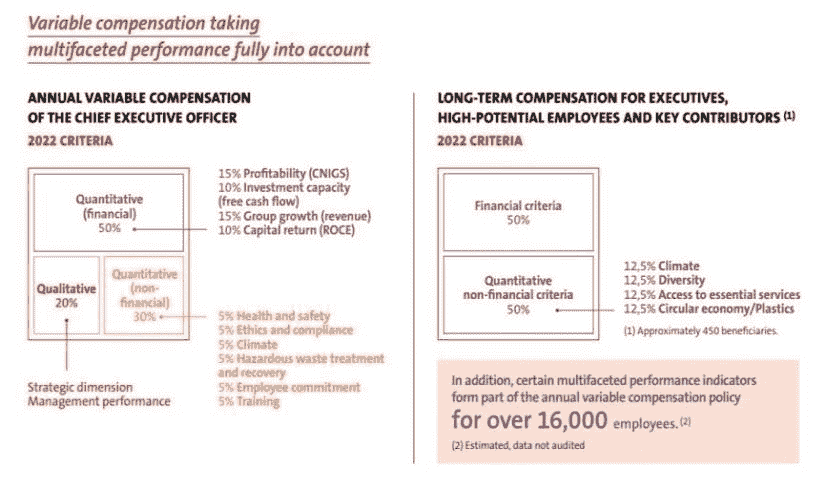 Variable compensation taking
multifaceted performance fully into account
ANNUAL VARIABLE COMPENSATION
OF THE CHIEF EXECUTIVE OFFICER
2022 CRITERIA
Quantitative
(financial)
50%
15% Profitability (CNIGS)
10% Investment capacity
(free cash flow)
15% Group growth (revenue)
10% Capital return (ROCE)
Qualitative
20%
Quantitative
(non-
financial)
30%
5% Health and safety
5% Ethics and compliance
5% Climate
5% Hazardous waste treatment
and recovery
5% Employee commitment
5% Training
Strategic dimension
Management performance
LONG-TERM COMPENSATION FOR EXECUTIVES,
HIGH-POTENTIAL EMPLOYEES AND KEY CONTRIBUTORS (1)
2022 CRITERIA
Financial criteria
50%
Quantitative
non-financial criteria
50%
12,5% Climate
12,5% Diversity
12,5% Access to essential services
12,5% Circular economy/Plastics
(1) Approximately 450 beneficiaries.
In addition, certain multifaceted performance indicators
form part of the annual variable compensation policy
for over 16,000 employees. (2)
(2) Estimated, data not audited